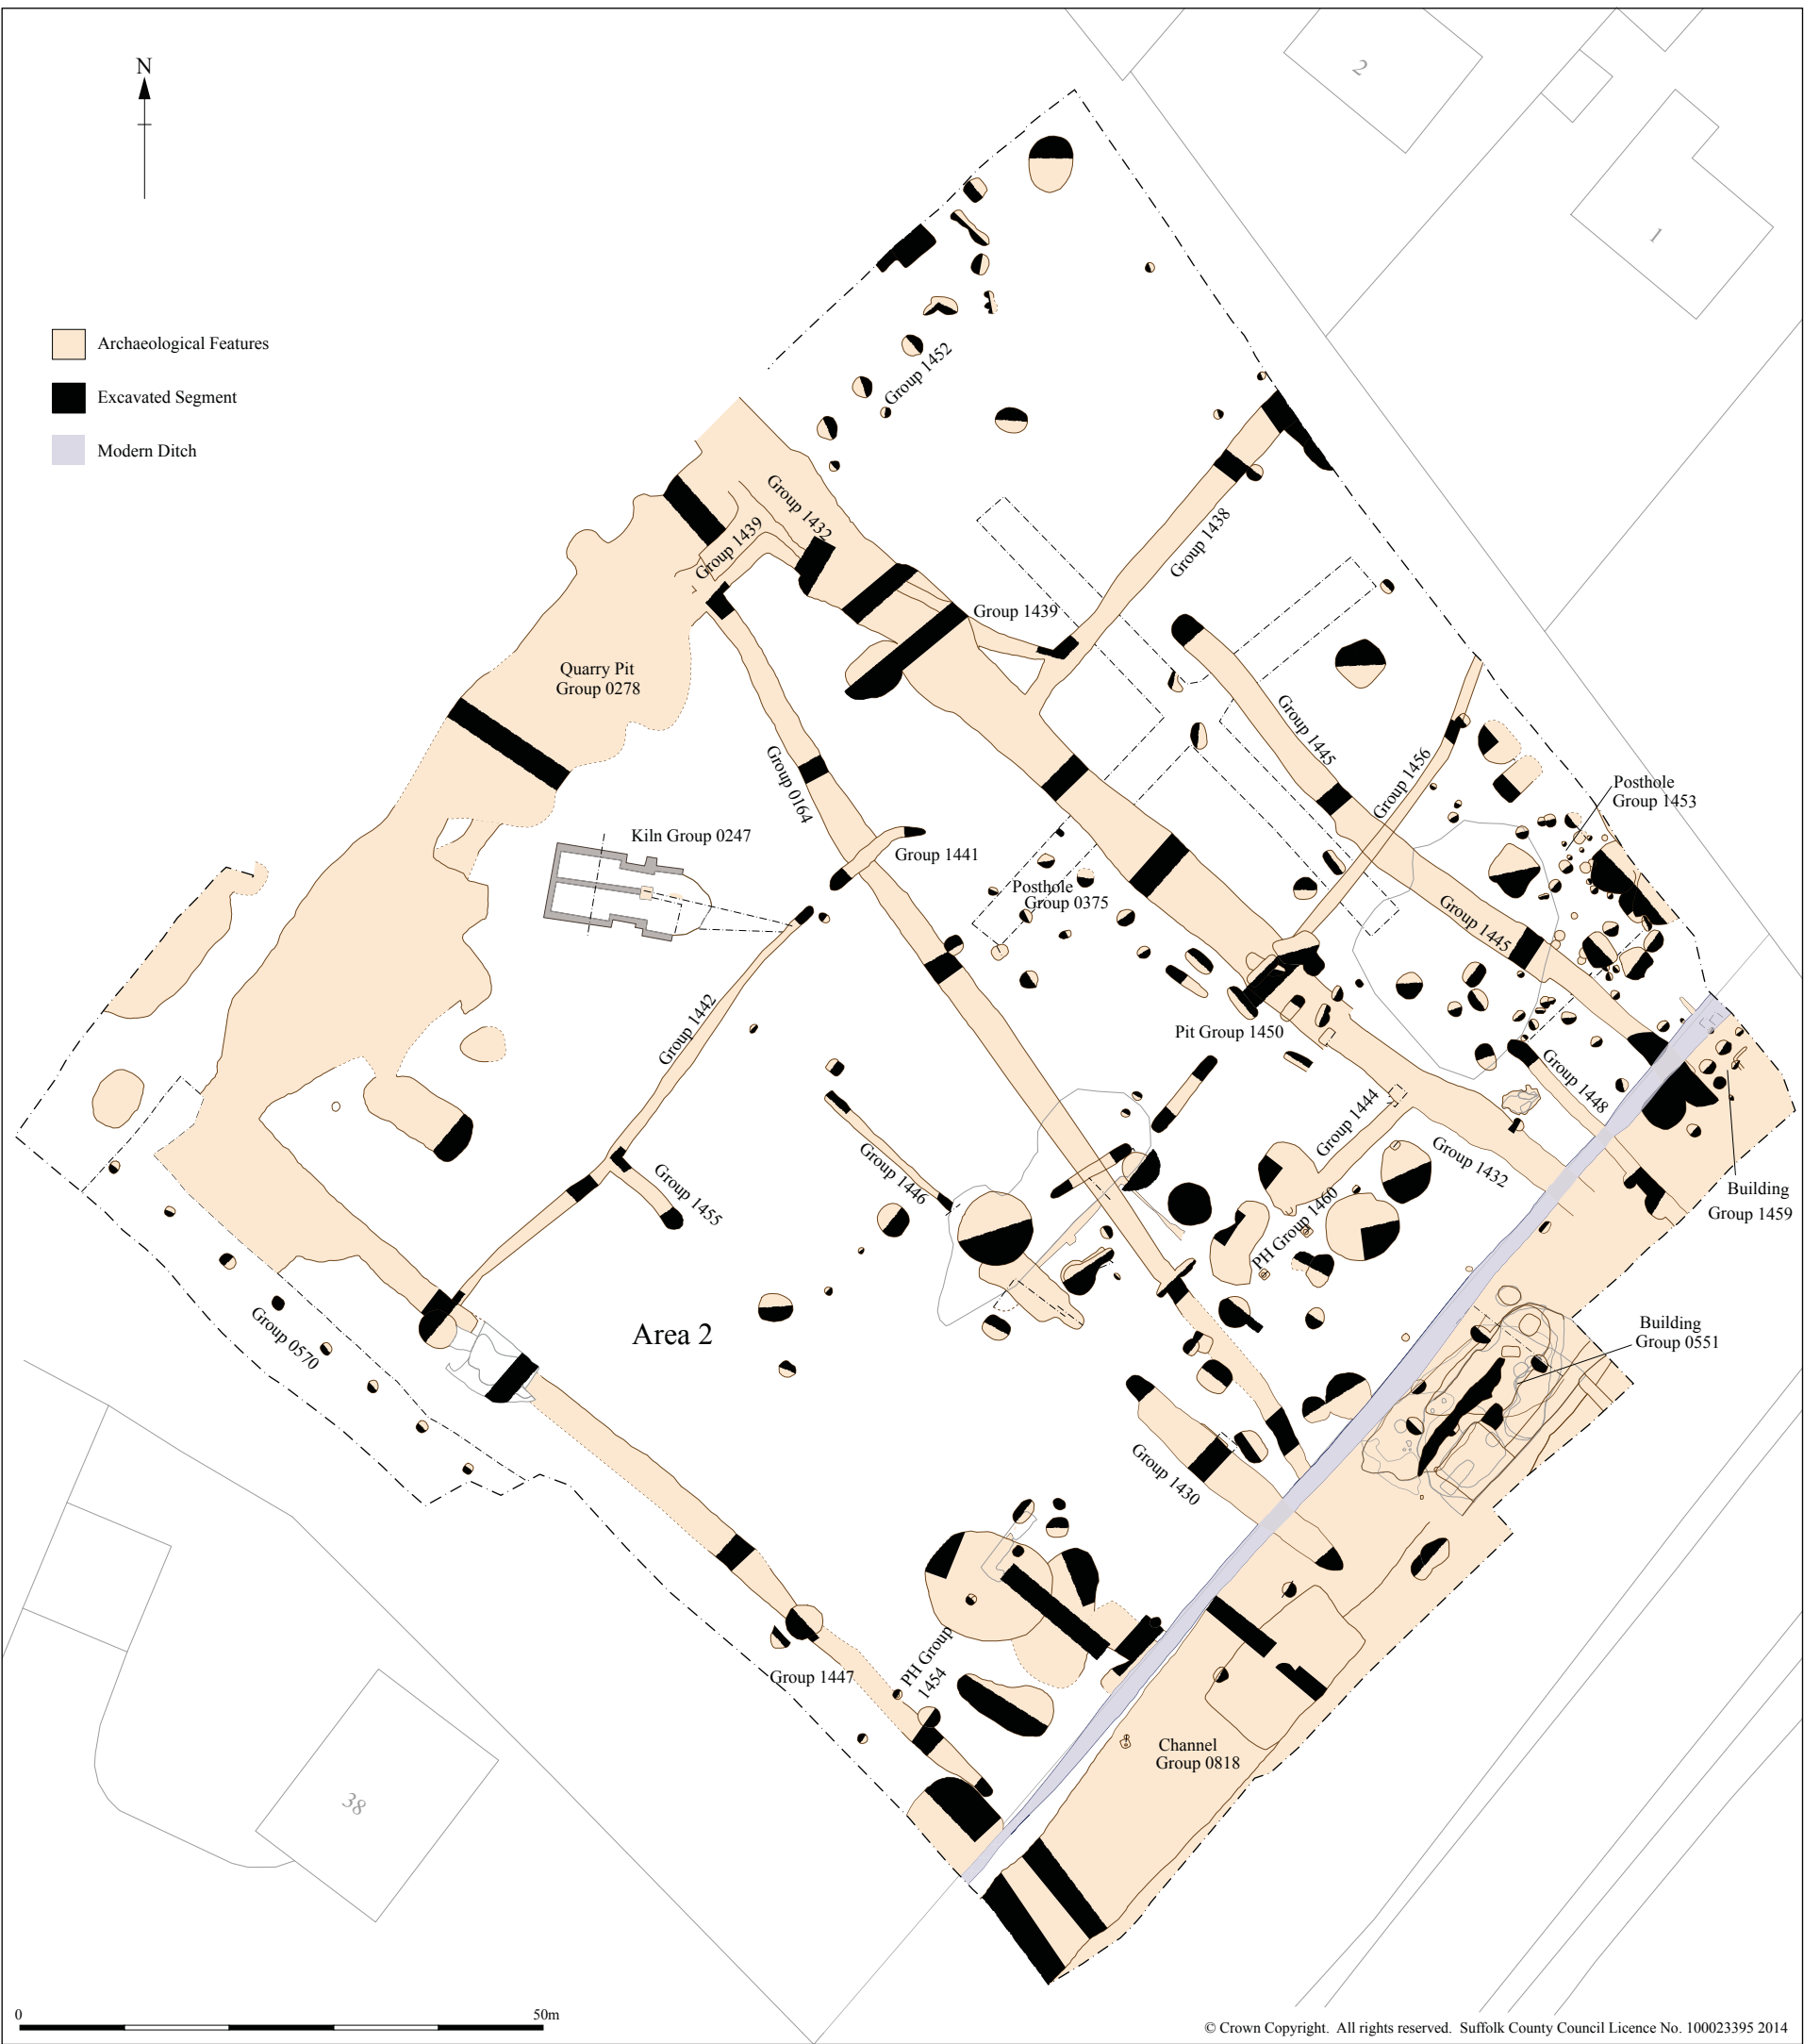 N
2
1
Archaeological Features
Excavated Segment
Modern Ditch
Group 1452
Group 1432
Group 1439
Group 1438
Group 1439
Quarry Pit
Group 0278
Group 0164
Group 1445
Group 1456
Posthole
Group 1453
Kiln Group 0247
Group 1441
Posthole
Group 0375
Group 1445
Group 1442
Pit Group 1450
Group 1448
Group 1444
Group 1432
Group 1446
Group 1455
PH Group 1460
Building
Group 1459
Group 0570
Area 2
Building
Group 0551
Group 1430
PH Group
1454
Group 1447
Channel
Group 0818
38
0
50m
© Crown Copyright. All rights reserved. Suffolk County Council Licence No. 100023395 2014